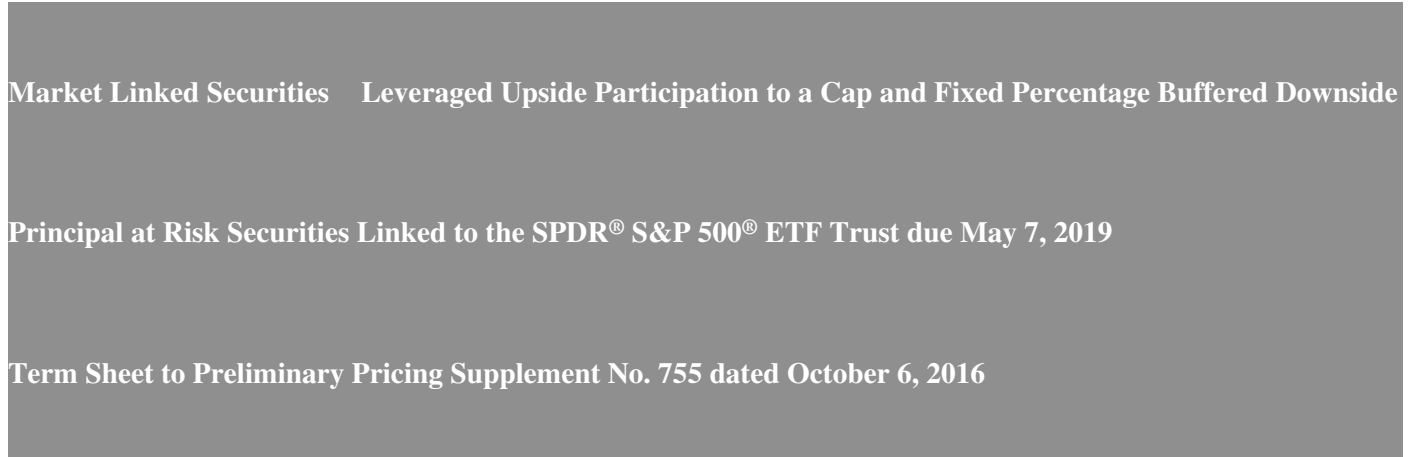 Market Linked Securities Leveraged Upside Participation to a Cap and Fixed Percentage Buffered Downside
Principal at Risk Securities Linked to the SPDR® S&P 500® ETF Trust due May 7, 2019
Term Sheet to Preliminary Pricing Supplement No. 755 dated October 6, 2016